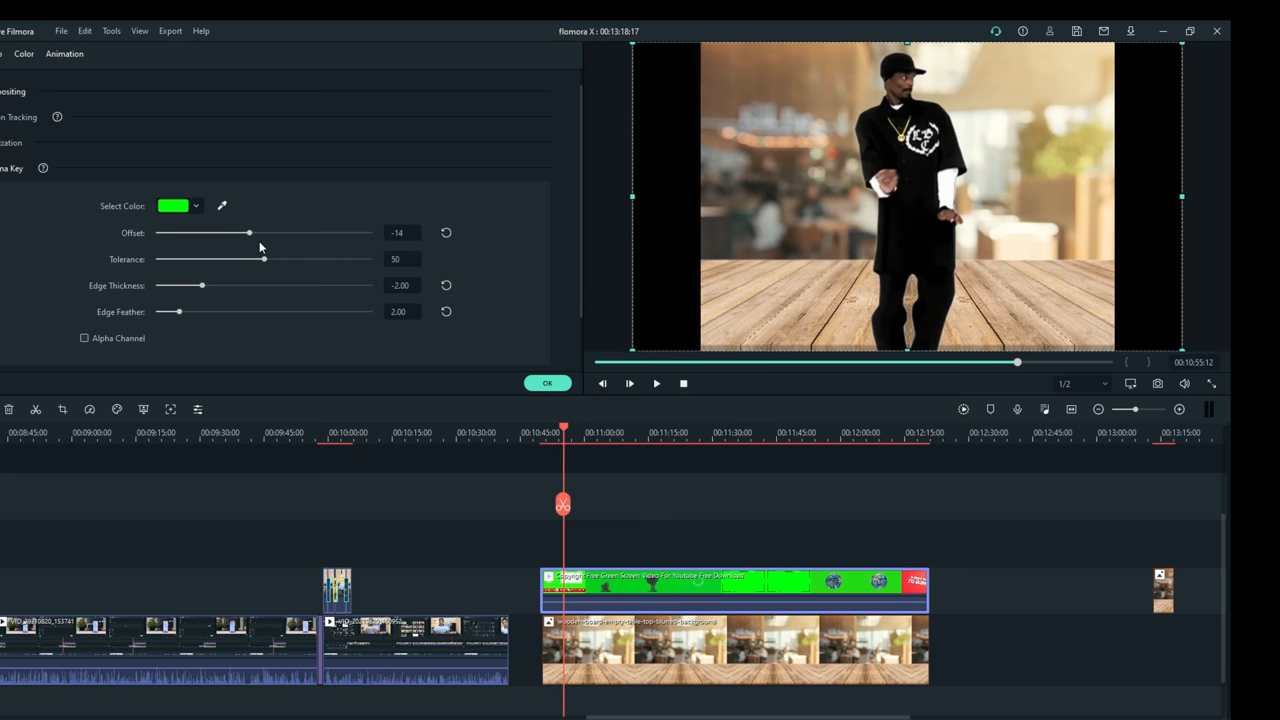 re Filmora
File Edit Tools View Export Help
flomora X : 00:13:18:17
Color Animation
ositing
n Tracking
ization
ma Key
Select Color:
Offset: -14
Tolerance: 50
Edge Thickness: -2.00
Edge Feather: 2.00
Alpha Channel
OK
00:10:55:12
1/2
00:08:45:00 00:09:00:00 00:09:15:00 00:09:30:00 00:09:45:00 00:10:00:00 00:10:15:00 00:10:30:00 00:10:45:00 00:11:00:00 00:11:15:00 00:11:30:00 00:11:45:00 00:12:00:00 00:12:15:00 00:12:30:00 00:12:45:00 00:13:00:00 00:13:15:00
Copyright Free Green Screen Video For Youtube Free Download
VID_20210820_153741
wooden-board-empty-table-top-blurred-background